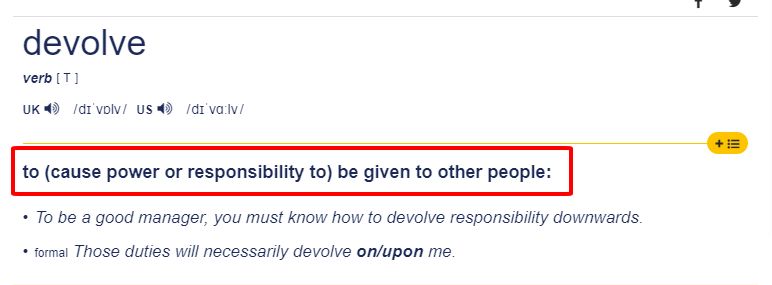 devolve
verb [ T ]
UK /dɪˈvɒlv/ US /dɪˈvɑːlv/
to (cause power or responsibility to) be given to other people:
• To be a good manager, you must know how to devolve responsibility downwards.
• formal Those duties will necessarily devolve on/upon me.